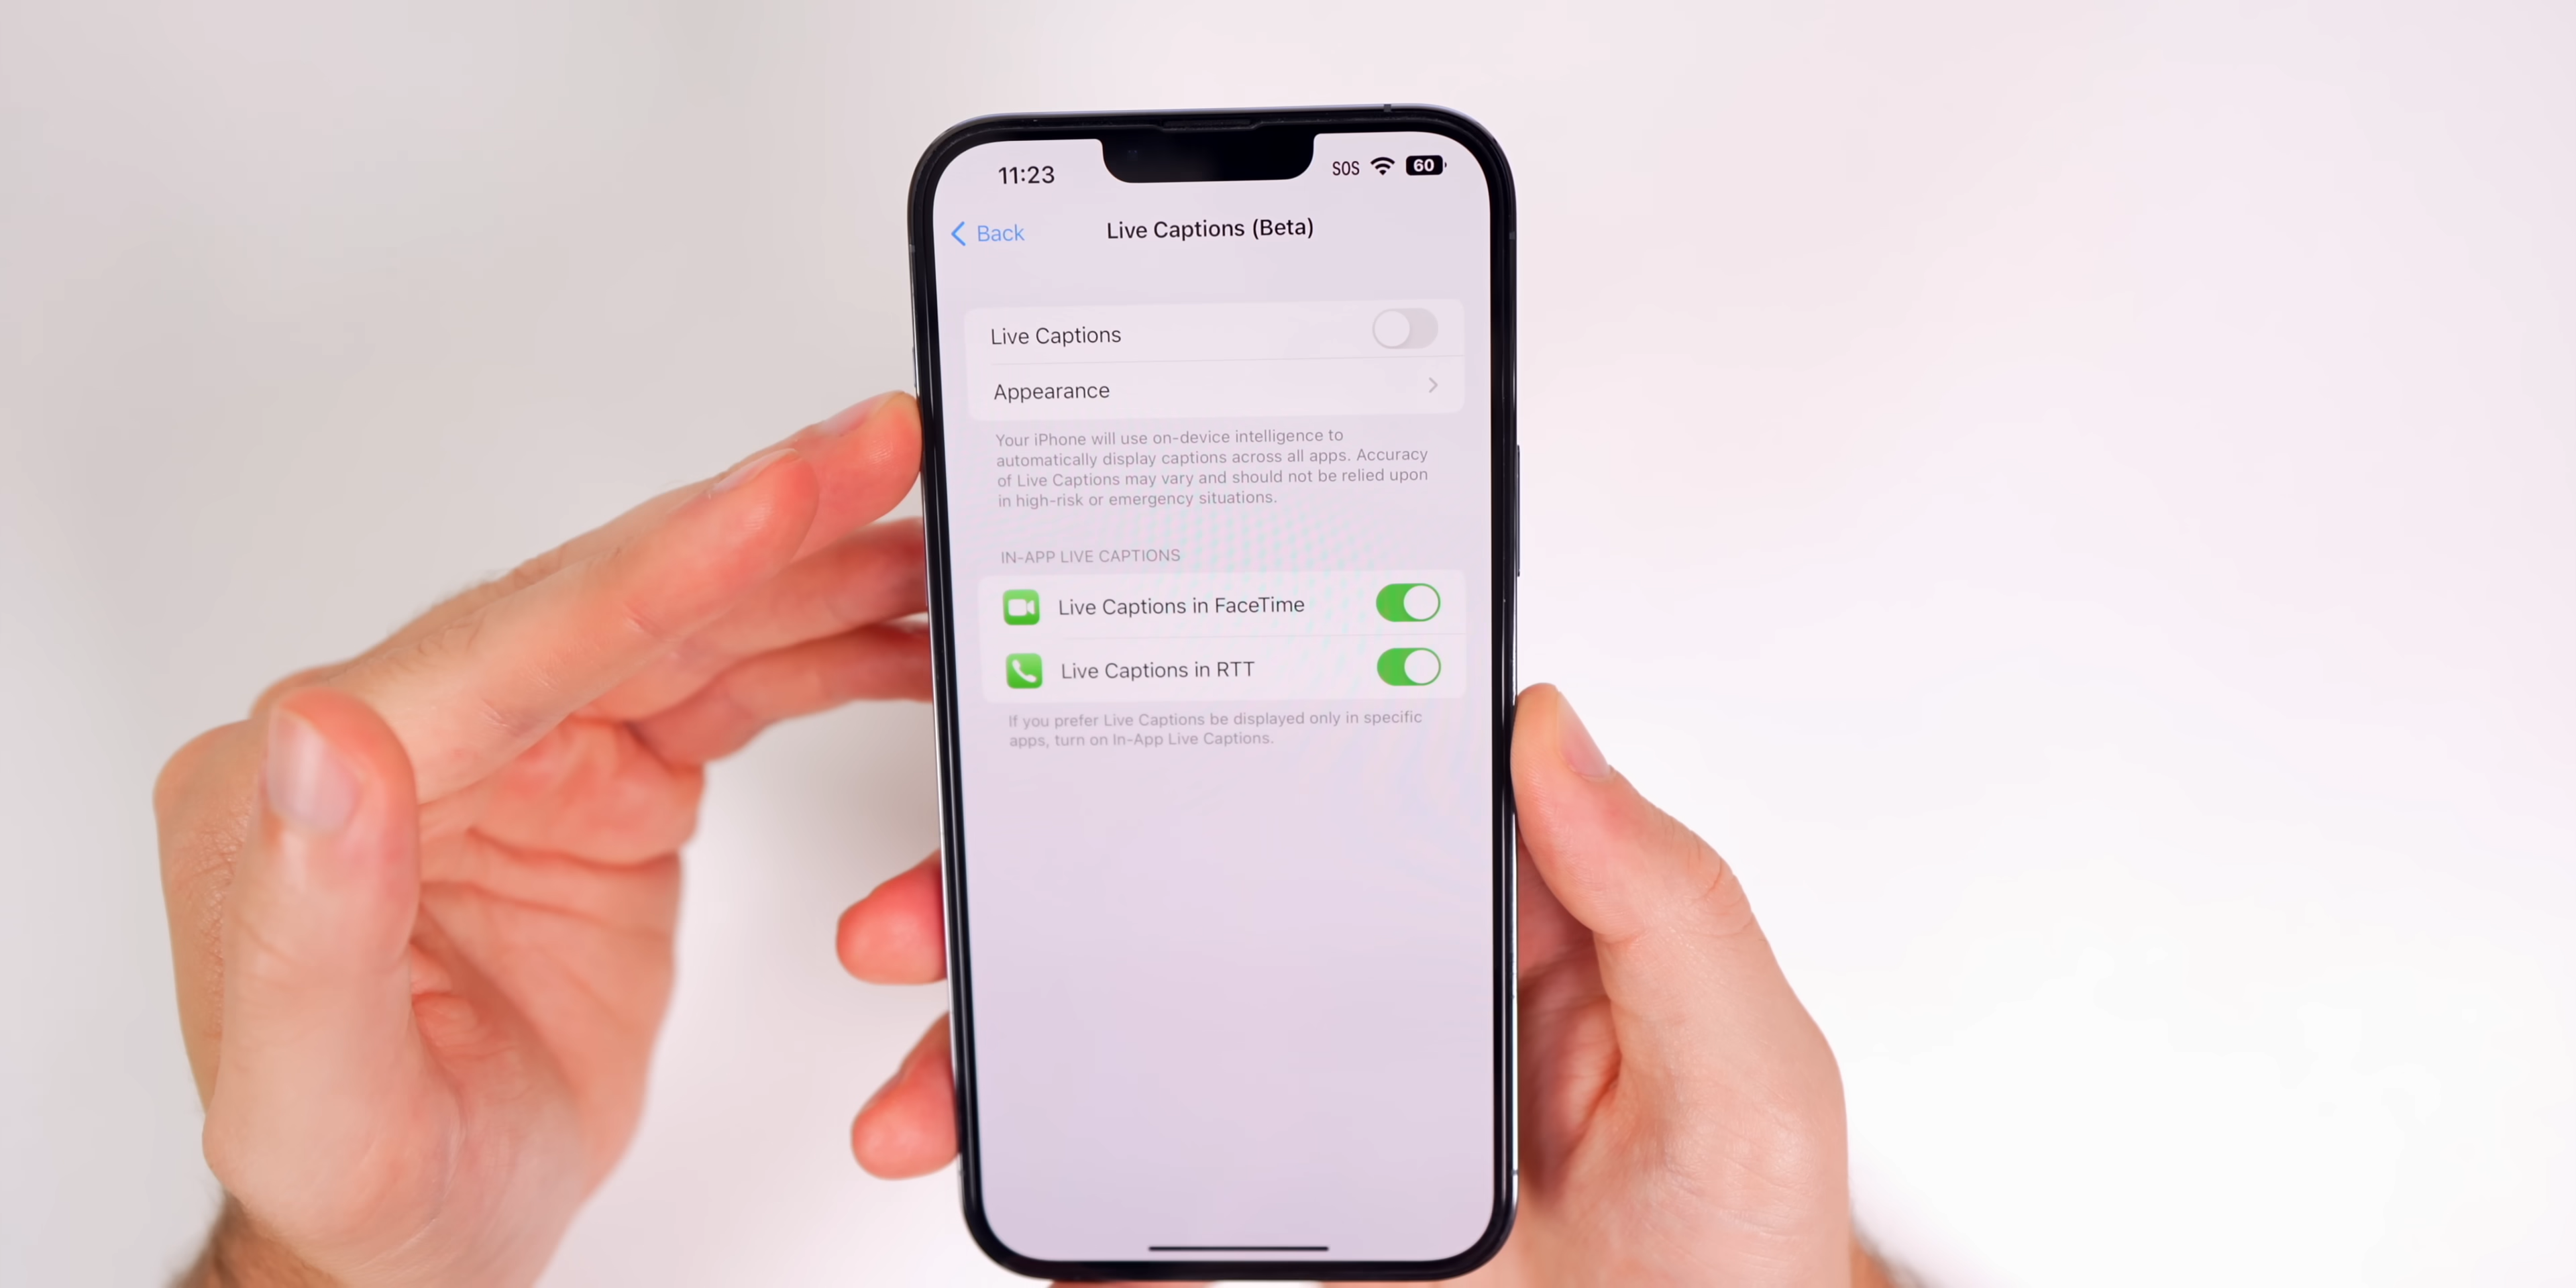 11:23 SOS 60
Back Live Captions (Beta)
Live Captions
Appearance
Your iPhone will use on-device intelligence to
automatically display captions across all apps. Accuracy
of Live Captions may vary and should not be relied upon
in high-risk or emergency situations.
IN-APP LIVE CAPTIONS
Live Captions in FaceTime
Live Captions in RTT
If you prefer Live Captions be displayed only in specific
apps, turn on In-App Live Captions.